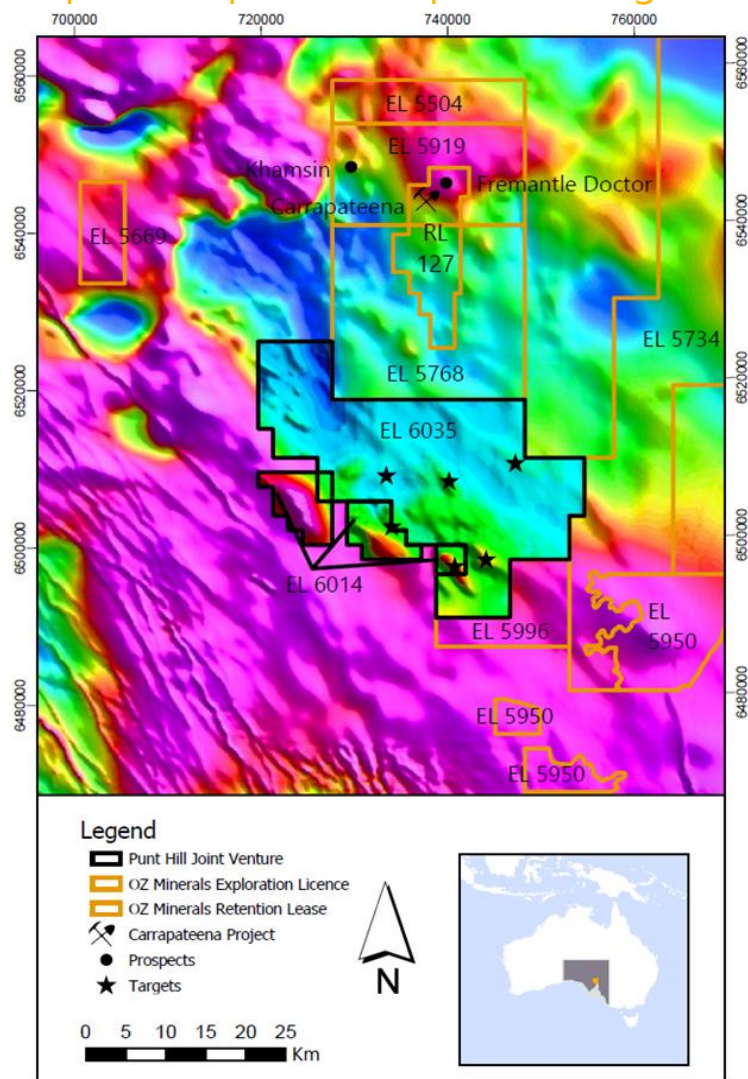 700000 720000 740000 760000
6560000
6560000
EL 5504
EL 5919
Khamsin
Fremantle Doctor
Carrapateena
6540000
EL 5669
RL
127
6540000
EL 5734
EL 5768
6520000
6520000
EL 6035
6500000
6500000
EL 6014
EL 5996
EL
5950
6480000
6480000
EL 5950
EL 5950
Legend
Punt Hill Joint Venture
OZ Minerals Exploration Licence
OZ Minerals Retention Lease
Carrapateena Project
Prospects
Targets
N
0 5 10 15 20 25
Km